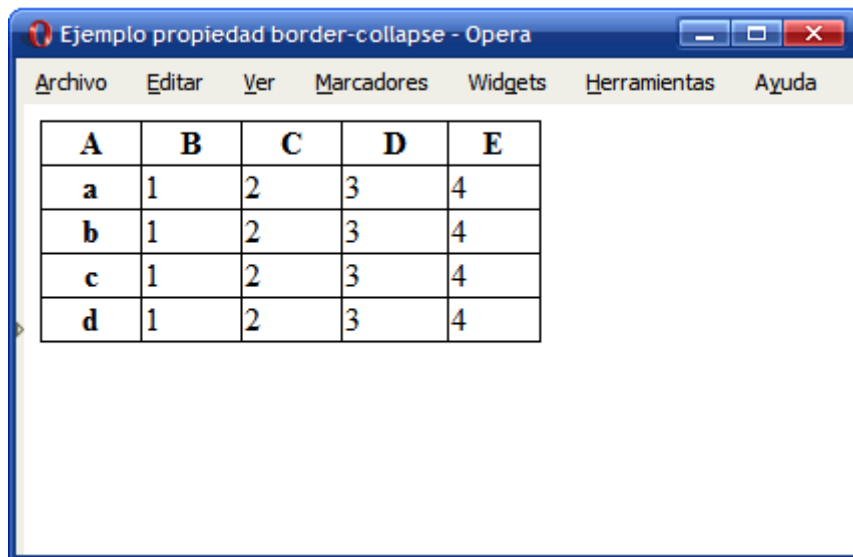 Ejemplo propiedad border-collapse - Opera
Archivo Editar Ver Marcadores Widgets Herramientas Ayuda
A B C D E
a 1 2 3 4
b 1 2 3 4
c 1 2 3 4
d 1 2 3 4